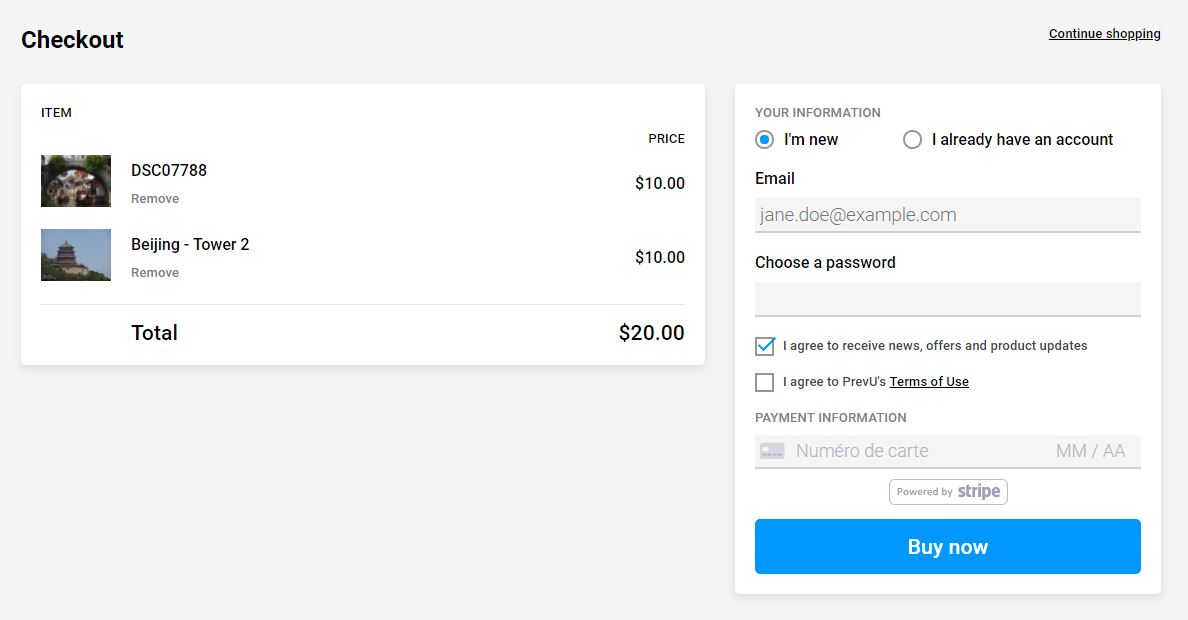 Checkout
Continue shopping
ITEM
PRICE
DSC07788
Remove
$10.00
Beijing - Tower 2
Remove
$10.00
Total
$20.00
YOUR INFORMATION
I'm new
I already have an account
Email
jane.doe@example.com
Choose a password
I agree to receive news, offers and product updates
I agree to PrevU's Terms of Use
PAYMENT INFORMATION
Numéro de carte
MM / AA
Powered by stripe
Buy now